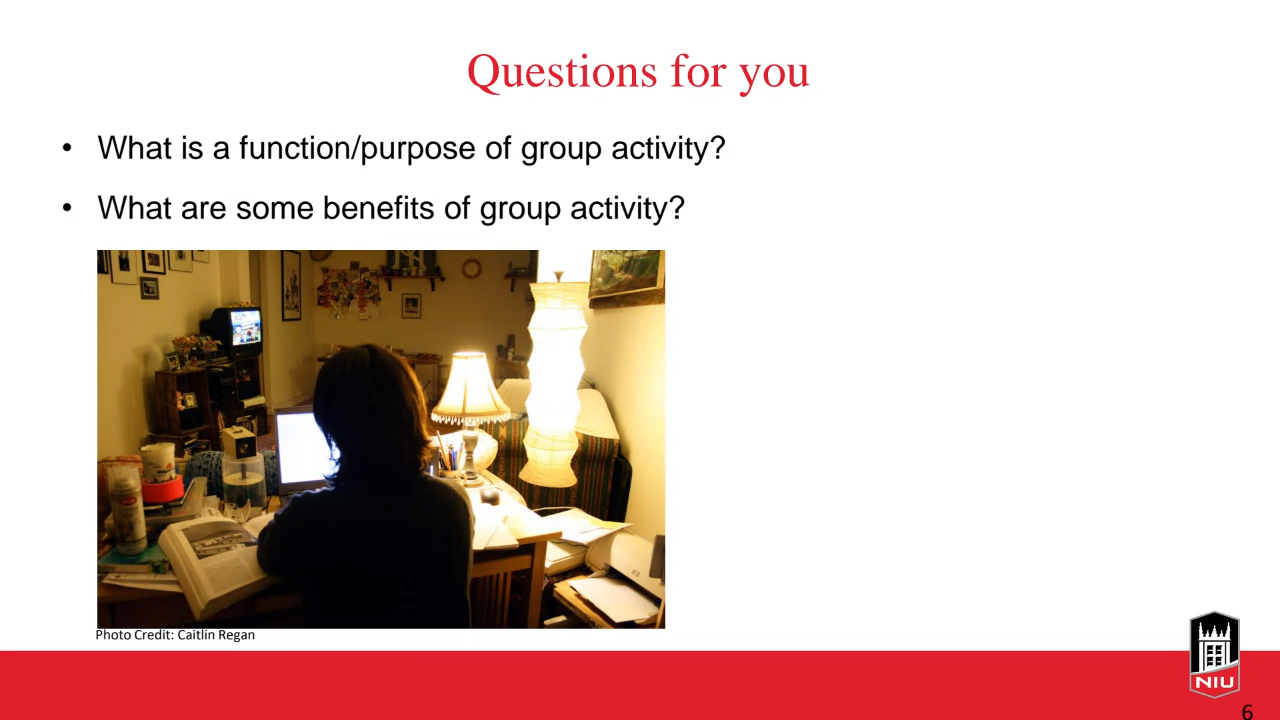 Questions for you
• What is a function/purpose of group activity?
• What are some benefits of group activity?
Photo Credit: Caitlin Regan
NIU
6